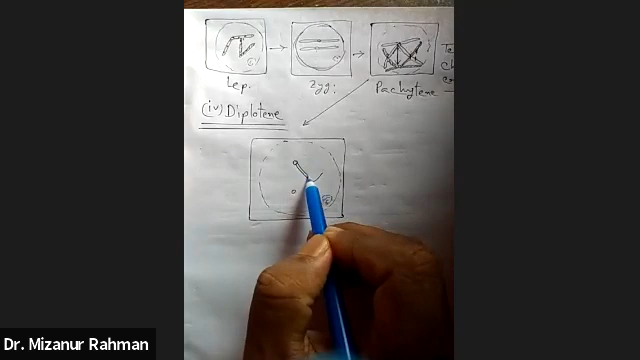 Lep.
Zyg;
Pachytene
(iv) Diplotene
Dr. Mizanur Rahman